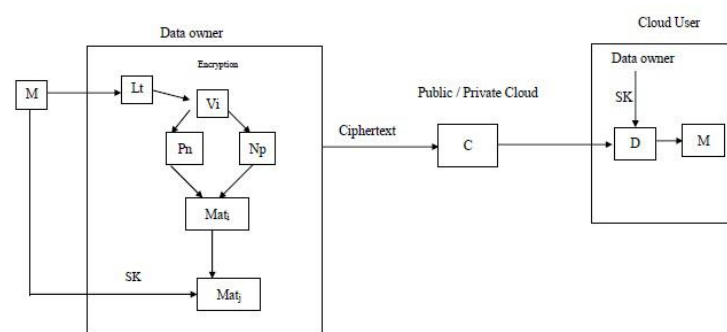 Data owner
Encryption
M
Lt
Vi
Pn
Np
Matᵢ
SK
Matⱼ
Ciphertext
Public / Private Cloud
C
Cloud User
Data owner
SK
D
M